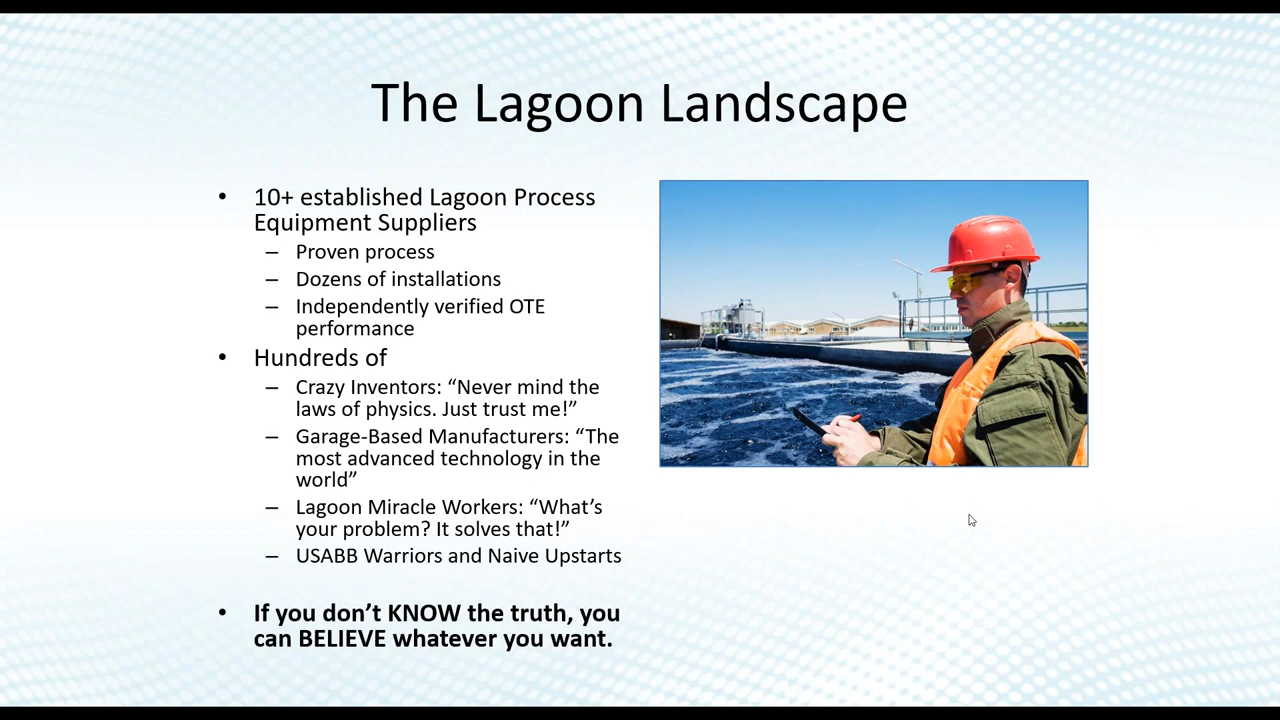 The Lagoon Landscape
• 10+ established Lagoon Process
Equipment Suppliers
– Proven process
– Dozens of installations
– Independently verified OTE
performance
• Hundreds of
– Crazy Inventors: “Never mind the
laws of physics. Just trust me!”
– Garage-Based Manufacturers: “The
most advanced technology in the
world”
– Lagoon Miracle Workers: “What’s
your problem? It solves that!”
– USABB Warriors and Naive Upstarts
• If you don’t KNOW the truth, you
can BELIEVE whatever you want.